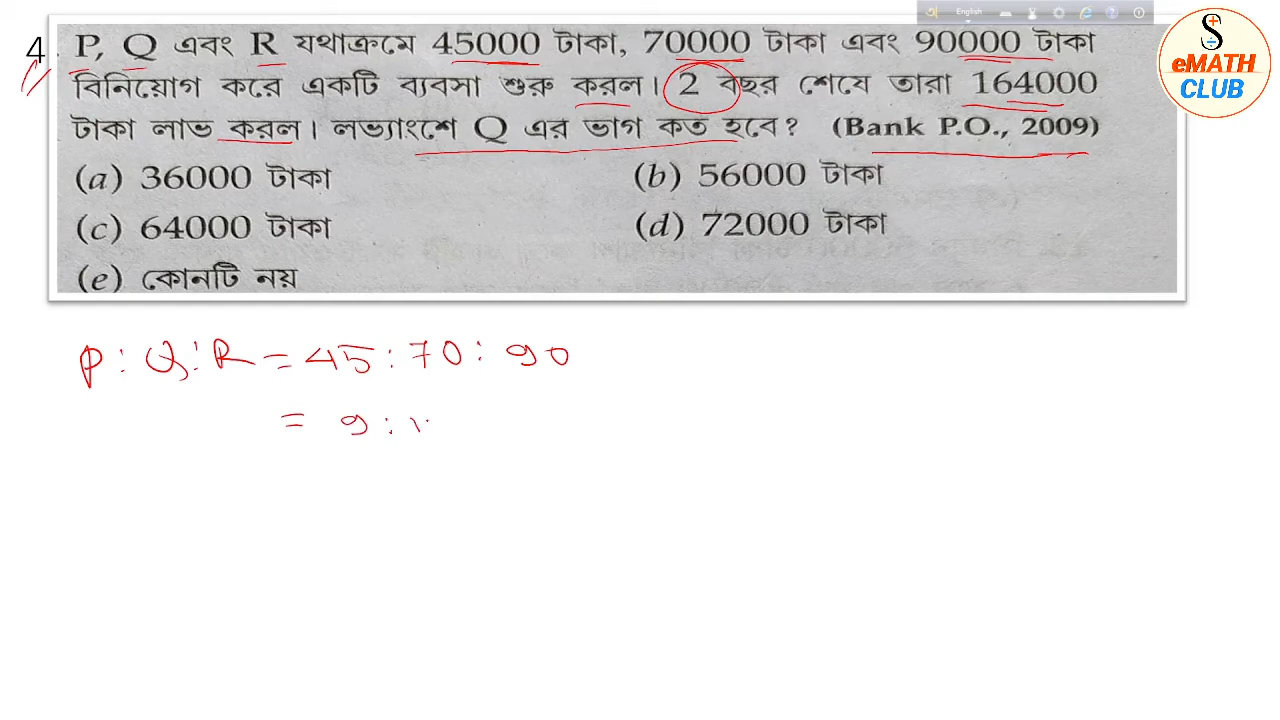 English
4. P, Q এবং R যথাক্রমে 45000 টাকা, 70000 টাকা এবং 90000 টাকা
বিনিয়োগ করে একটি ব্যবসা শুরু করল। 2 বছর শেষে তারা 164000
টাকা লাভ করল। লভ্যাংশে Q এর ভাগ কত হবে? (Bank P.O., 2009)
(a) 36000 টাকা (b) 56000 টাকা
(c) 64000 টাকা (d) 72000 টাকা
(e) কোনটি নয়
S
eMATH
CLUB
P : Q : R = 45 : 70 : 90
= 9 :